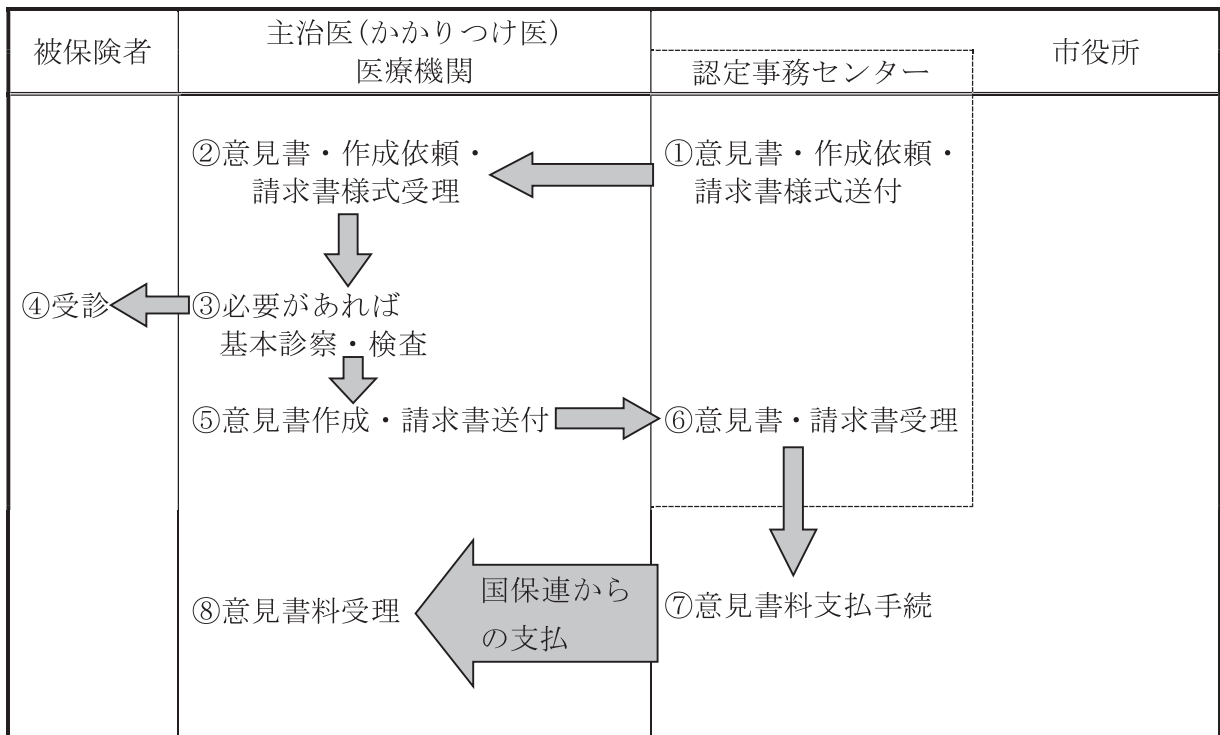 被保険者
主治医(かかりつけ医)
医療機関
認定事務センター
市役所
①意見書・作成依頼・
請求書様式送付
②意見書・作成依頼・
請求書様式受理
③必要があれば
基本診察・検査
④受診
⑤意見書作成・請求書送付
⑥意見書・請求書受理
⑦意見書料支払手続
国保連から
の支払
⑧意見書料受理